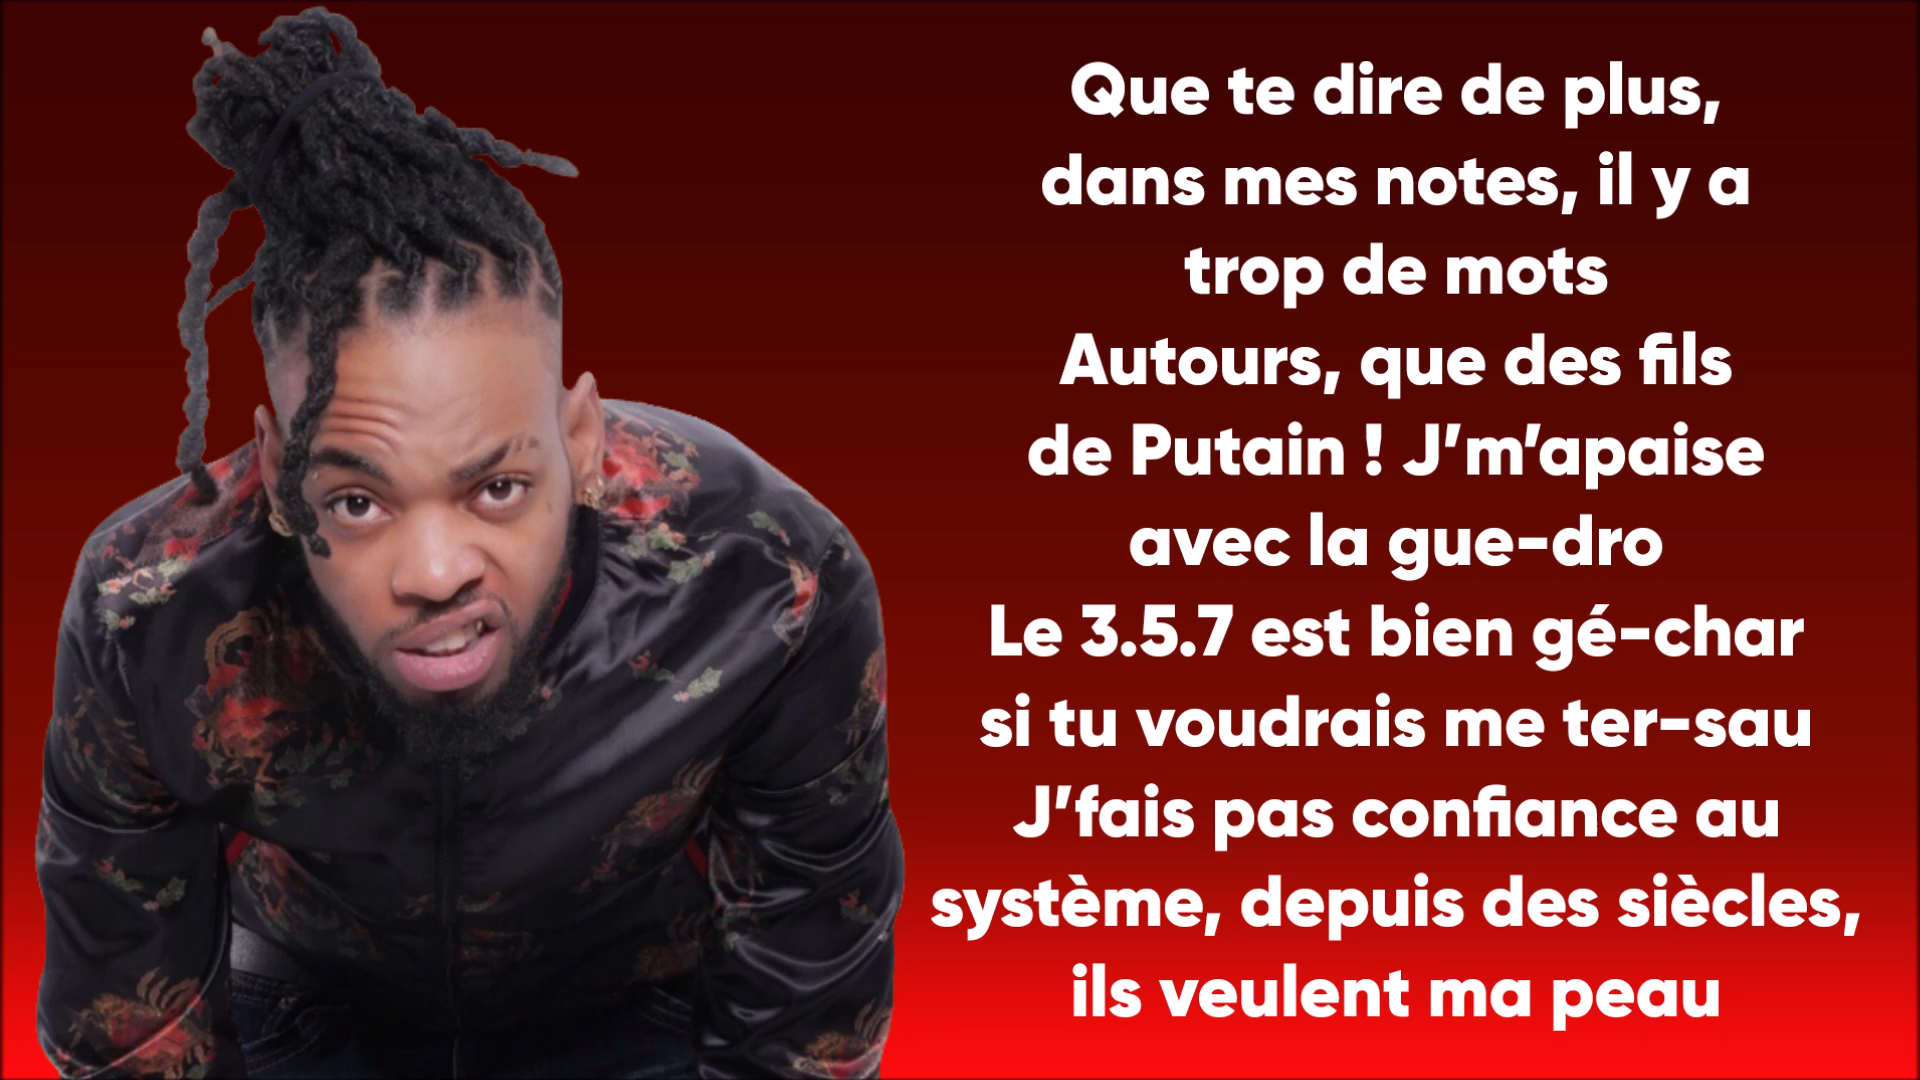 Que te dire de plus,
dans mes notes, il y a
trop de mots
Autours, que des fils
de Putain ! J’m’apaise
avec la gue-dro
Le 3.5.7 est bien gé-char
si tu voudrais me ter-sau
J’fais pas confiance au
système, depuis des siècles,
ils veulent ma peau